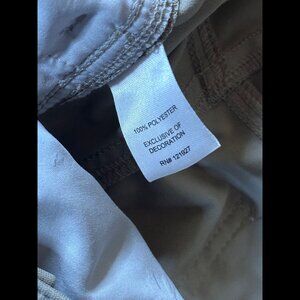 100% POLYESTER
EXCLUSIVE OF
DECORATION
RN# 121927